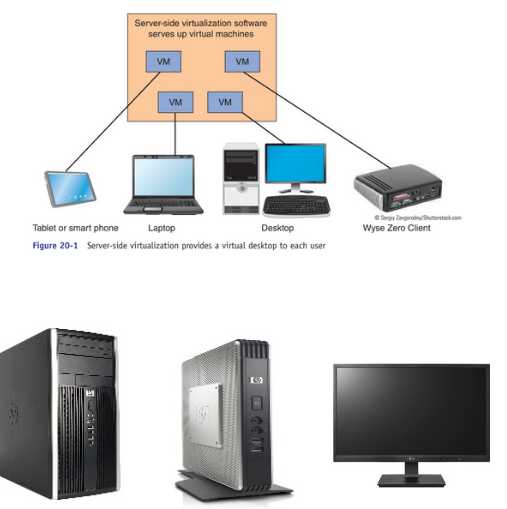 Server-side virtualization software
serves up virtual machines
VM
VM
VM
VM
© Sergiy Zavgorodny/Shutterstock.com
Tablet or smart phone
Laptop
Desktop
Wyse Zero Client
Figure 20-1 Server-side virtualization provides a virtual desktop to each user
hp
hp
LG